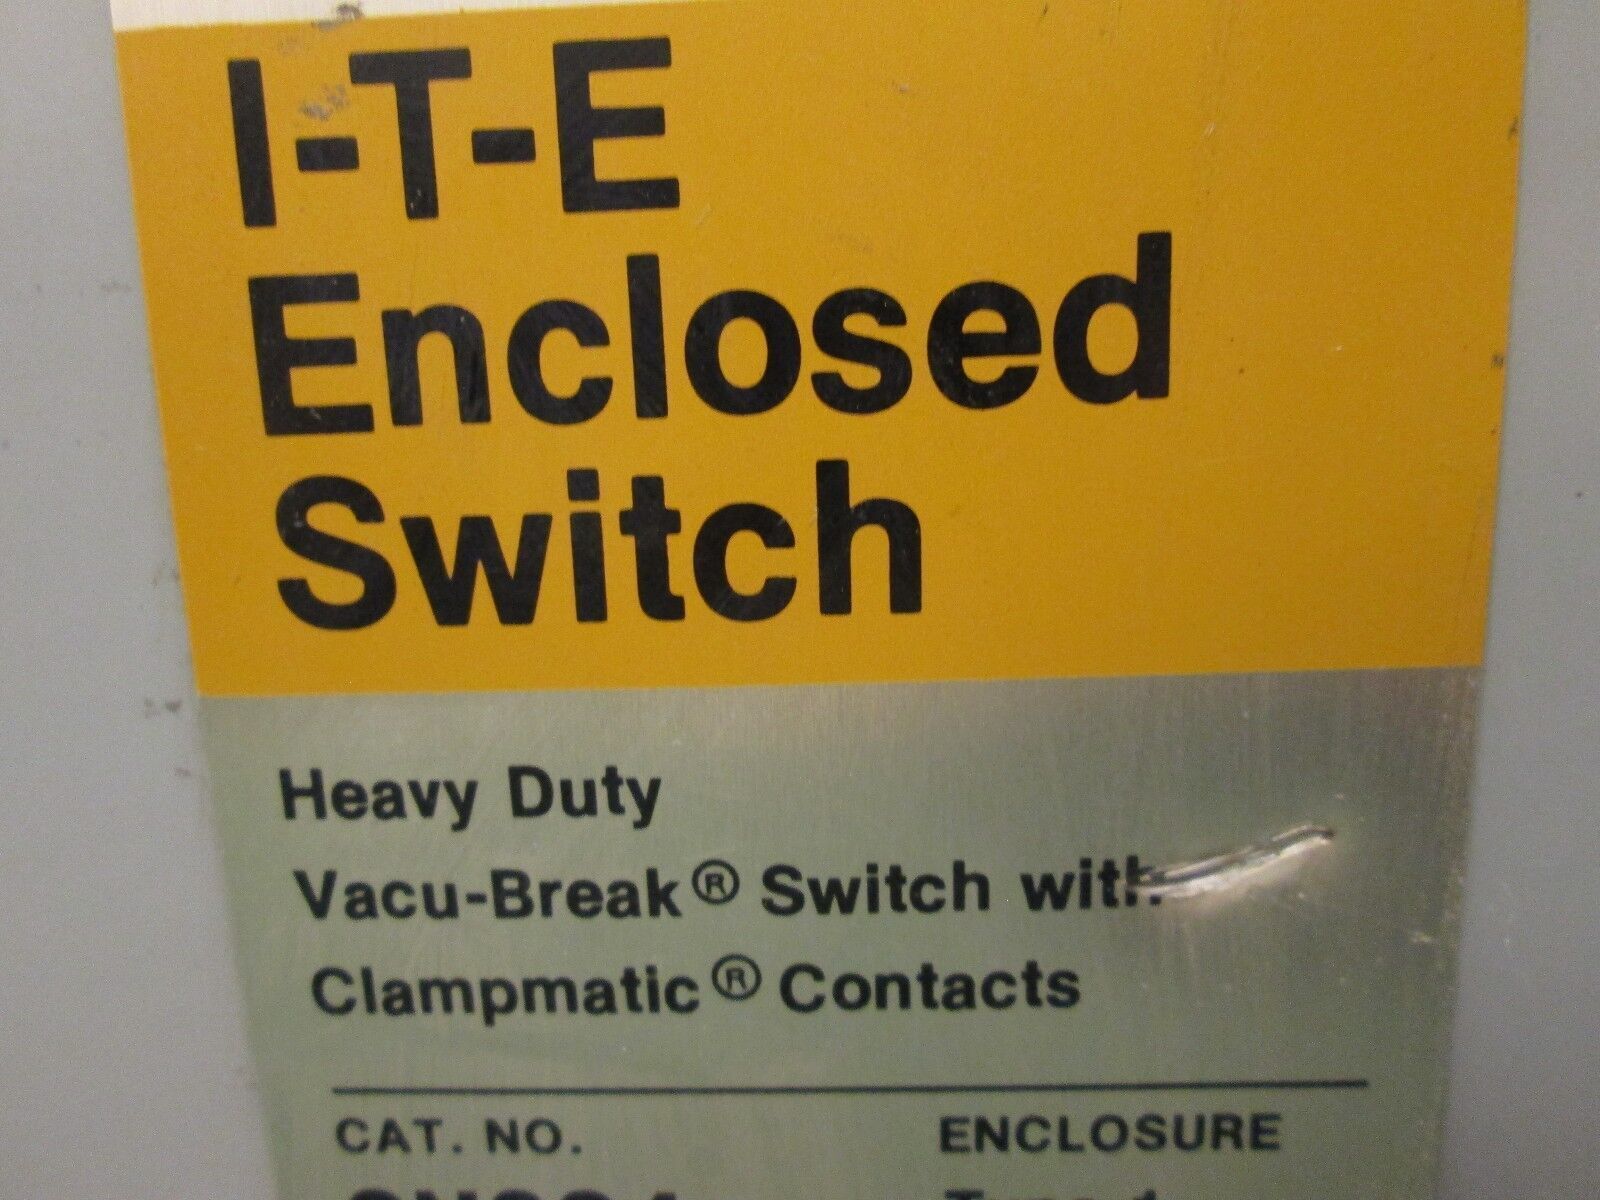 I-T-E
Enclosed
Switch
Heavy Duty
Vacu-Break® Switch with
Clampmatic® Contacts
CAT. NO. ENCLOSURE